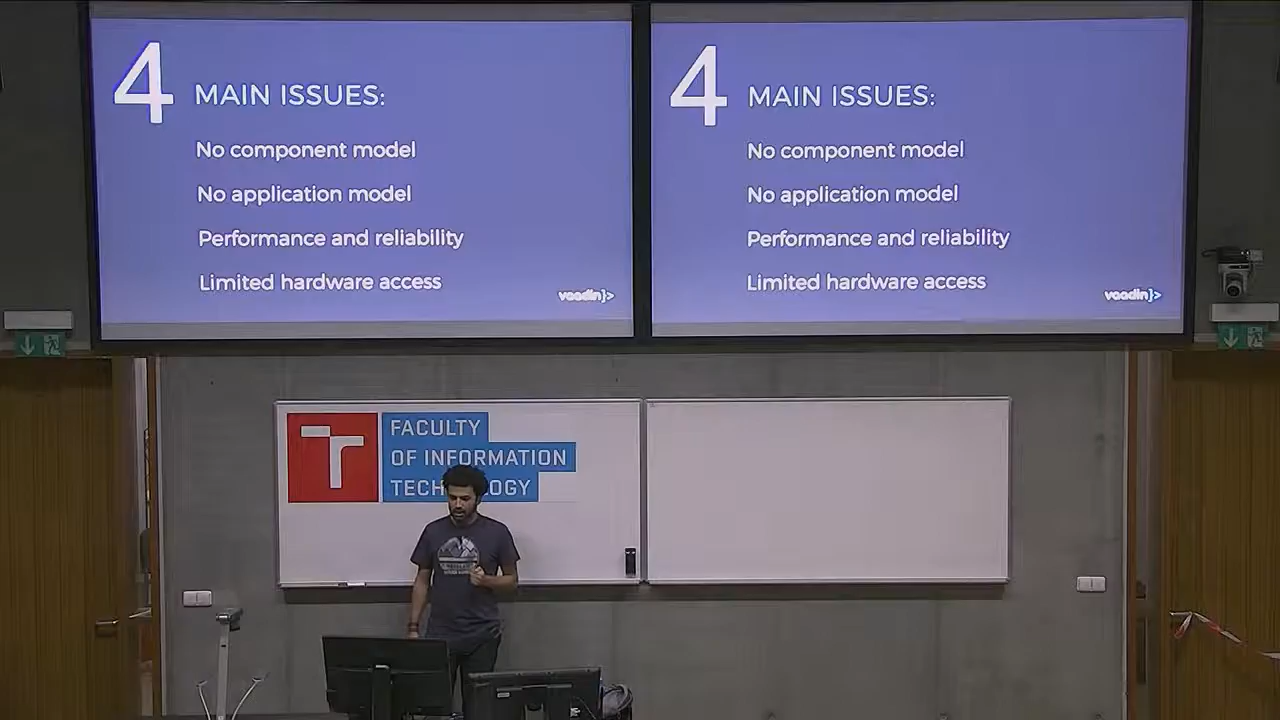 4
MAIN ISSUES:
No component model
No application model
Performance and reliability
Limited hardware access
vaadin}>
4
MAIN ISSUES:
No component model
No application model
Performance and reliability
Limited hardware access
vaadin}>
FACULTY
OF INFORMATION
TECH OGY